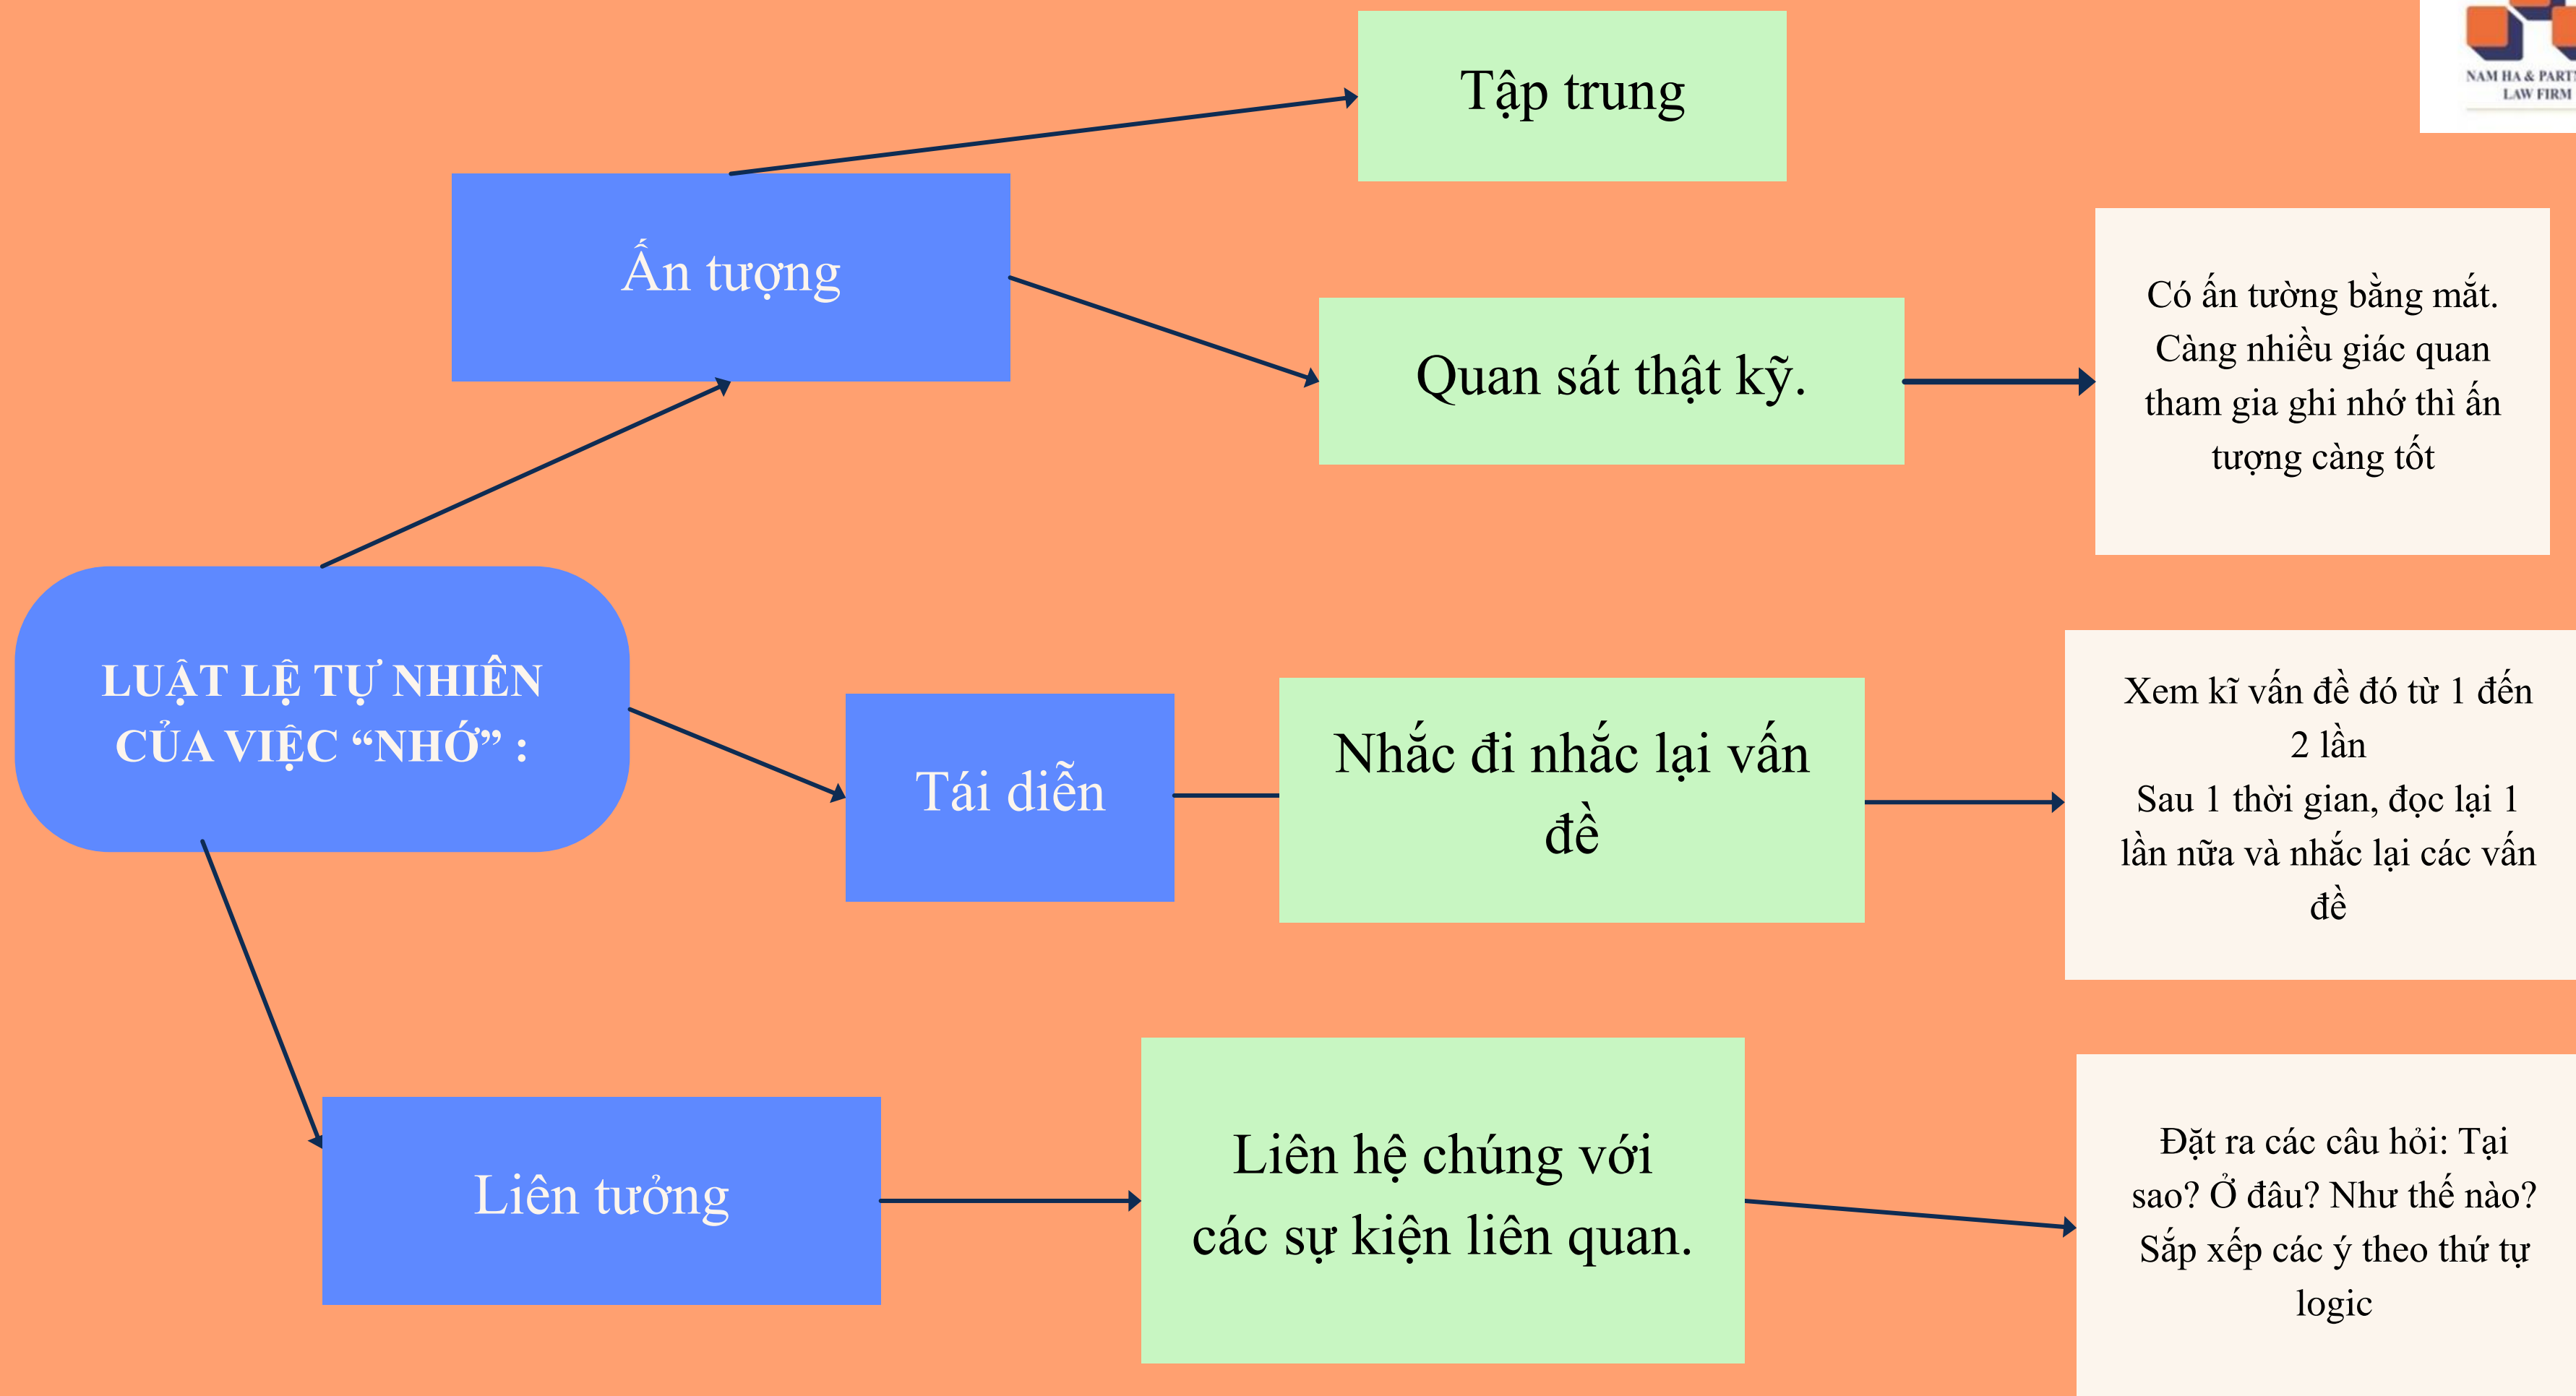 NAM HA & PART
LAW FIRM
Tập trung
Ấn tượng
Quan sát thật kỹ.
Có ấn tường bằng mắt.
Càng nhiều giác quan
tham gia ghi nhớ thì ấn
tượng càng tốt
LUẬT LỆ TỰ NHIÊN
CỦA VIỆC “NHỚ” :
Tái diễn
Nhắc đi nhắc lại vấn
đề
Xem kĩ vấn đề đó từ 1 đến
2 lần
Sau 1 thời gian, đọc lại 1
lần nữa và nhắc lại các vấn
đề
Liên tưởng
Liên hệ chúng với
các sự kiện liên quan.
Đặt ra các câu hỏi: Tại
sao? Ở đâu? Như thế nào?
Sắp xếp các ý theo thứ tự
logic